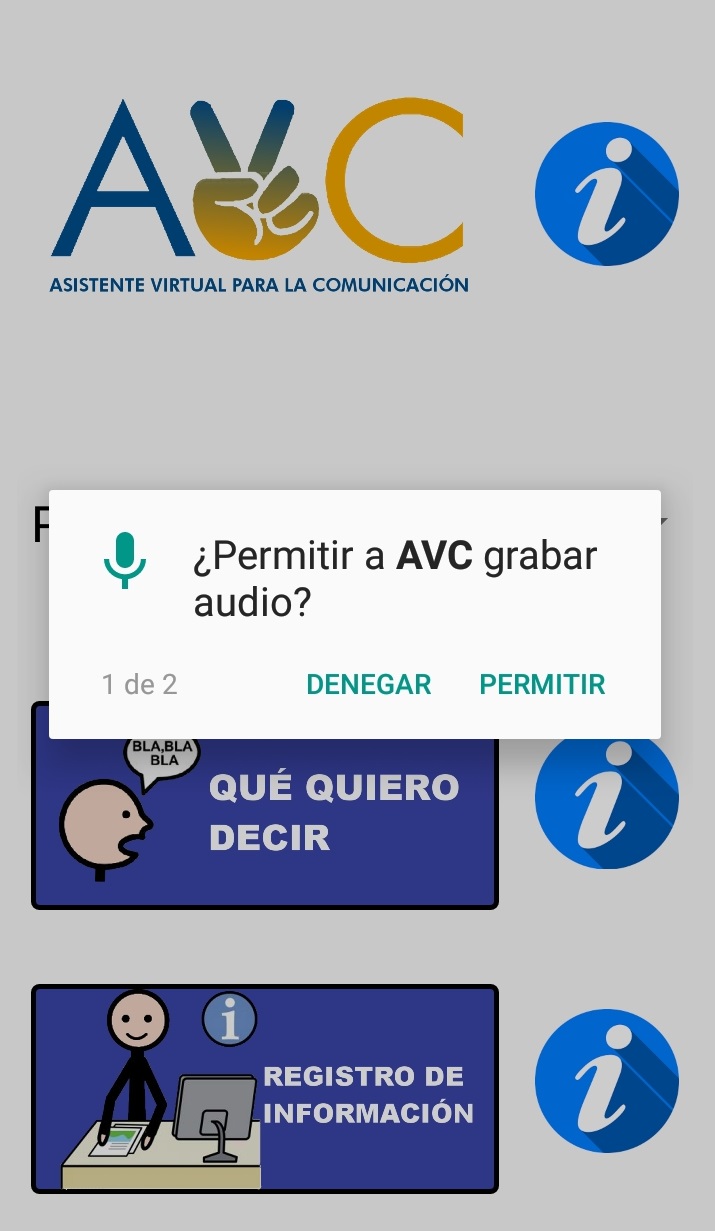 AVC
ASISTENTE VIRTUAL PARA LA COMUNICACIÓN
¿Permitir a AVC grabar
audio?
1 de 2 DENEGAR PERMITIR
BLA,BLA
BLA
QUÉ QUIERO
DECIR
REGISTRO DE
INFORMACIÓN